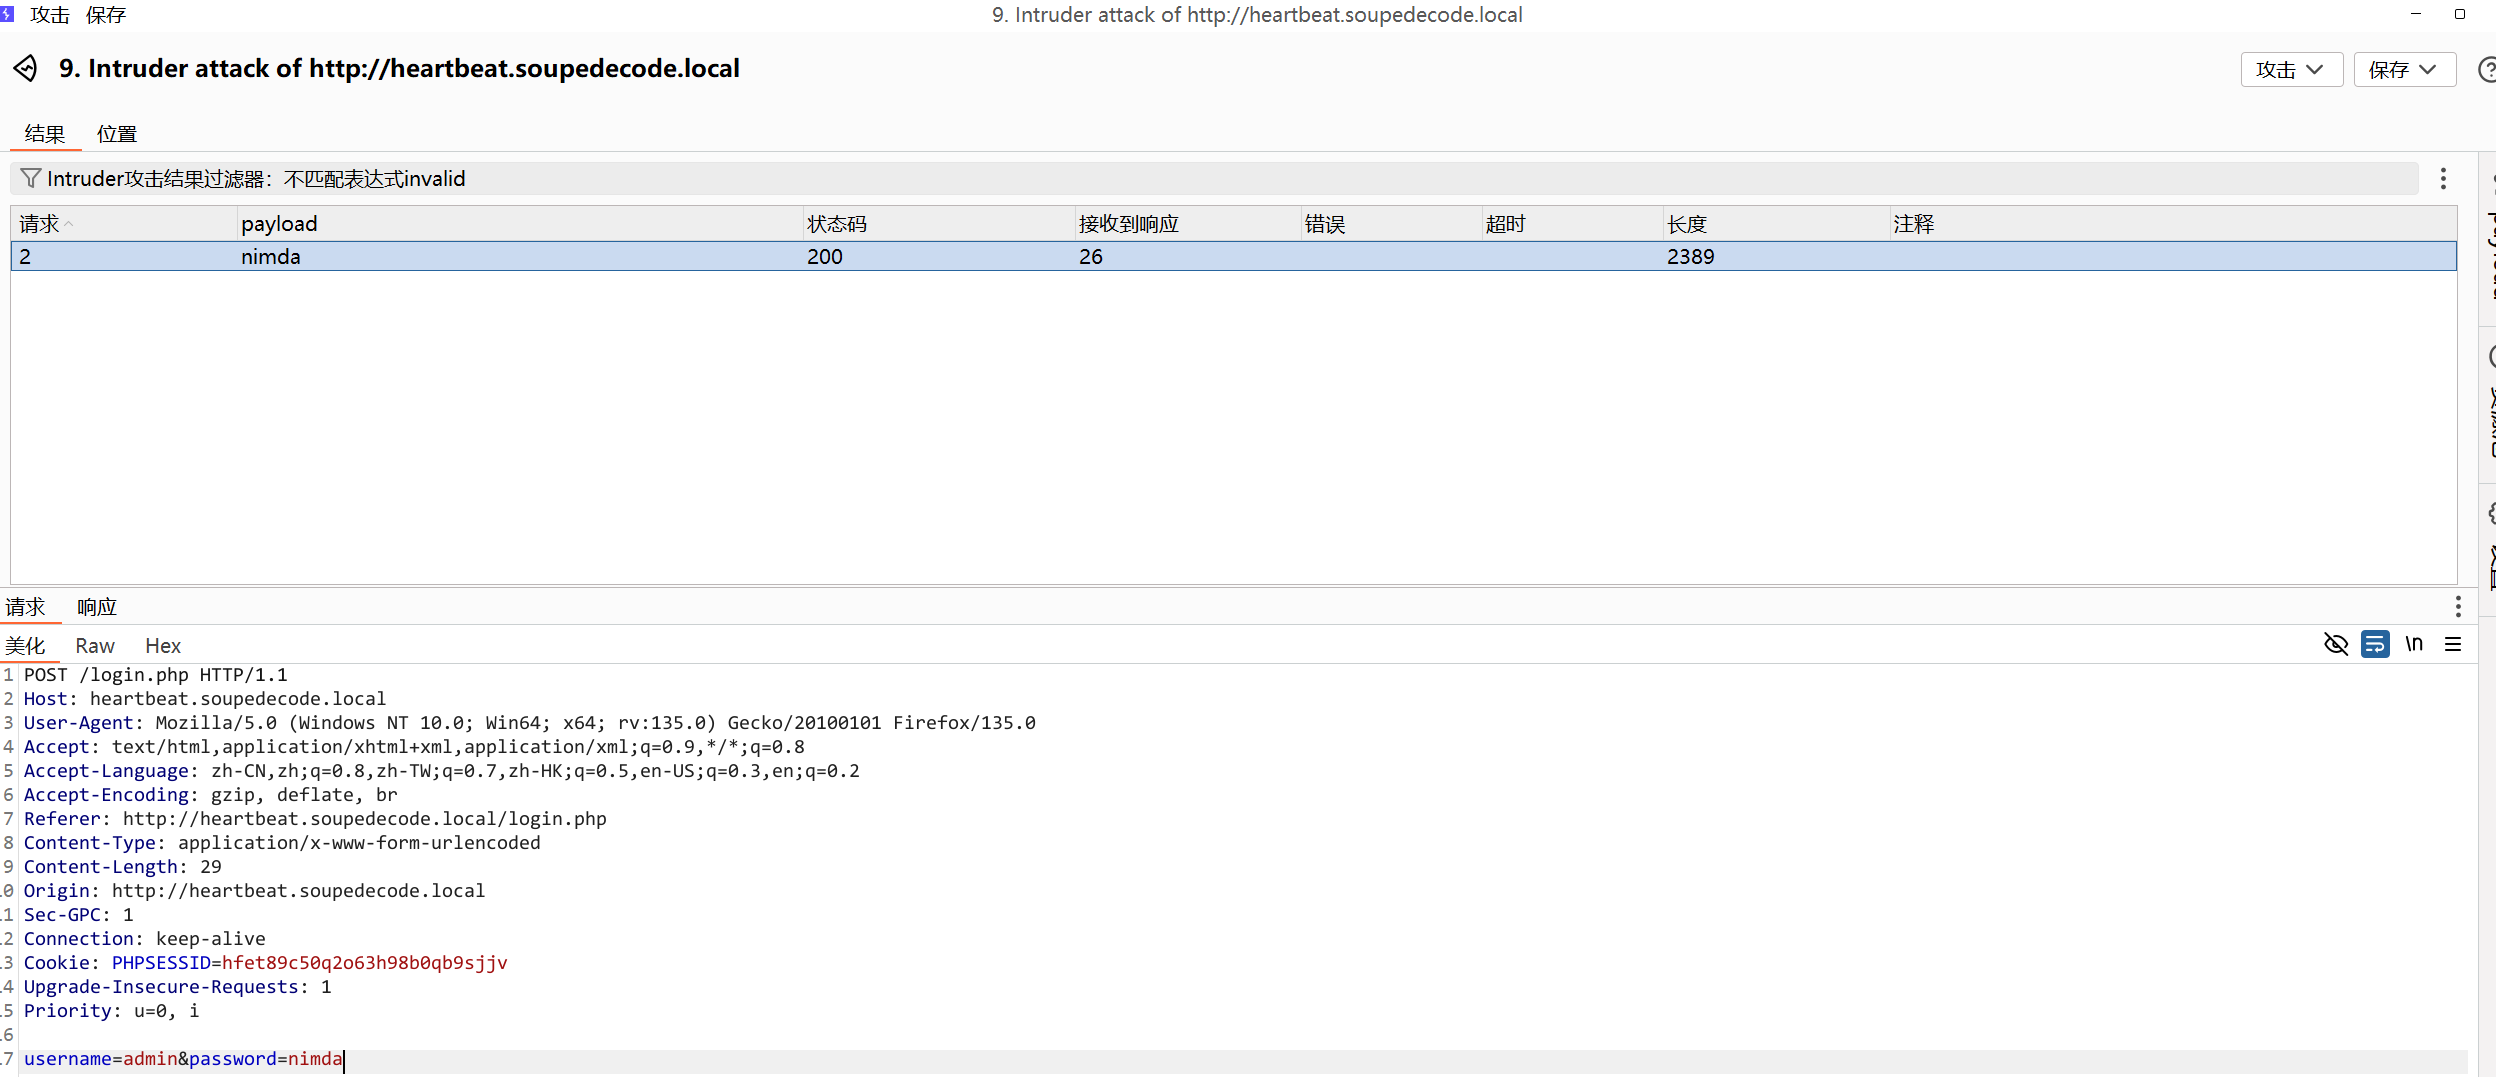 攻击 保存 9. Intruder attack of http://heartbeat.soupedecode.local
9. Intruder attack of http://heartbeat.soupedecode.local 攻击 保存
结果 位置
Intruder攻击结果过滤器：不匹配表达式invalid
请求 payload 状态码 接收到响应 错误 超时 长度 注释
2 nimda 200 26 2389
请求 响应
美化 Raw Hex \n
1 POST /login.php HTTP/1.1
2 Host: heartbeat.soupedecode.local
3 User-Agent: Mozilla/5.0 (Windows NT 10.0; Win64; x64; rv:135.0) Gecko/20100101 Firefox/135.0
4 Accept: text/html,application/xhtml+xml,application/xml;q=0.9,*/*;q=0.8
5 Accept-Language: zh-CN,zh;q=0.8,zh-TW;q=0.7,zh-HK;q=0.5,en-US;q=0.3,en;q=0.2
6 Accept-Encoding: gzip, deflate, br
7 Referer: http://heartbeat.soupedecode.local/login.php
8 Content-Type: application/x-www-form-urlencoded
9 Content-Length: 29
0 Origin: http://heartbeat.soupedecode.local
1 Sec-GPC: 1
2 Connection: keep-alive
3 Cookie: PHPSESSID=hfet89c50q2o63h98b0qb9sjjv
4 Upgrade-Insecure-Requests: 1
5 Priority: u=0, i
6
7 username=admin&password=nimda